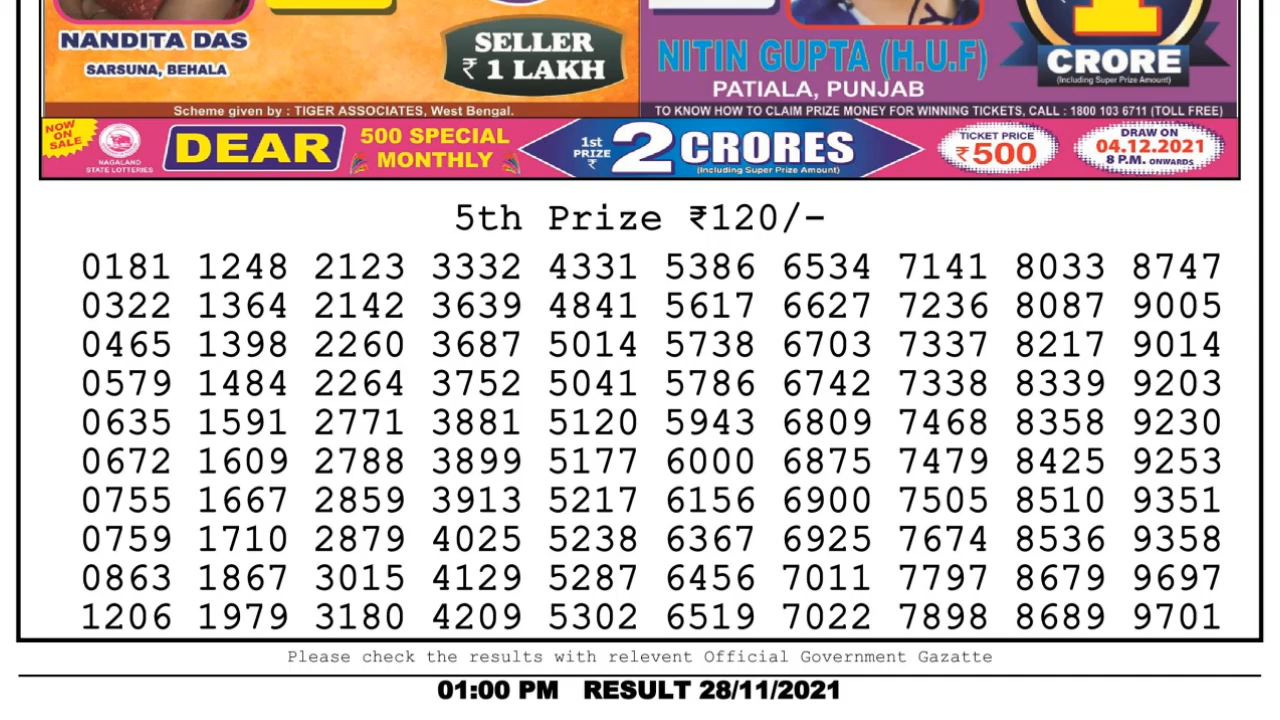 NANDITA DAS
SARSUNA, BEHALA
SELLER
₹ 1 LAKH
Scheme given by : TIGER ASSOCIATES, West Bengal.
NITIN GUPTA (H.U.F)
PATIALA, PUNJAB
1
CRORE
(Including Super Prize Amount)
TO KNOW HOW TO CLAIM PRIZE MONEY FOR WINNING TICKETS, CALL : 1800 103 6711 (TOLL FREE)
NOW ON SALE
NAGALAND STATE LOTTERIES
DEAR
500 SPECIAL
MONTHLY
1st PRIZE ₹
2 CRORES
(Including Super Prize Amount)
TICKET PRICE
₹500
DRAW ON
04.12.2021
8 P.M. ONWARDS
5th Prize ₹120/-
0181 1248 2123 3332 4331 5386 6534 7141 8033 8747
0322 1364 2142 3639 4841 5617 6627 7236 8087 9005
0465 1398 2260 3687 5014 5738 6703 7337 8217 9014
0579 1484 2264 3752 5041 5786 6742 7338 8339 9203
0635 1591 2771 3881 5120 5943 6809 7468 8358 9230
0672 1609 2788 3899 5177 6000 6875 7479 8425 9253
0755 1667 2859 3913 5217 6156 6900 7505 8510 9351
0759 1710 2879 4025 5238 6367 6925 7674 8536 9358
0863 1867 3015 4129 5287 6456 7011 7797 8679 9697
1206 1979 3180 4209 5302 6519 7022 7898 8689 9701
Please check the results with relevent Official Government Gazatte
01:00 PM RESULT 28/11/2021